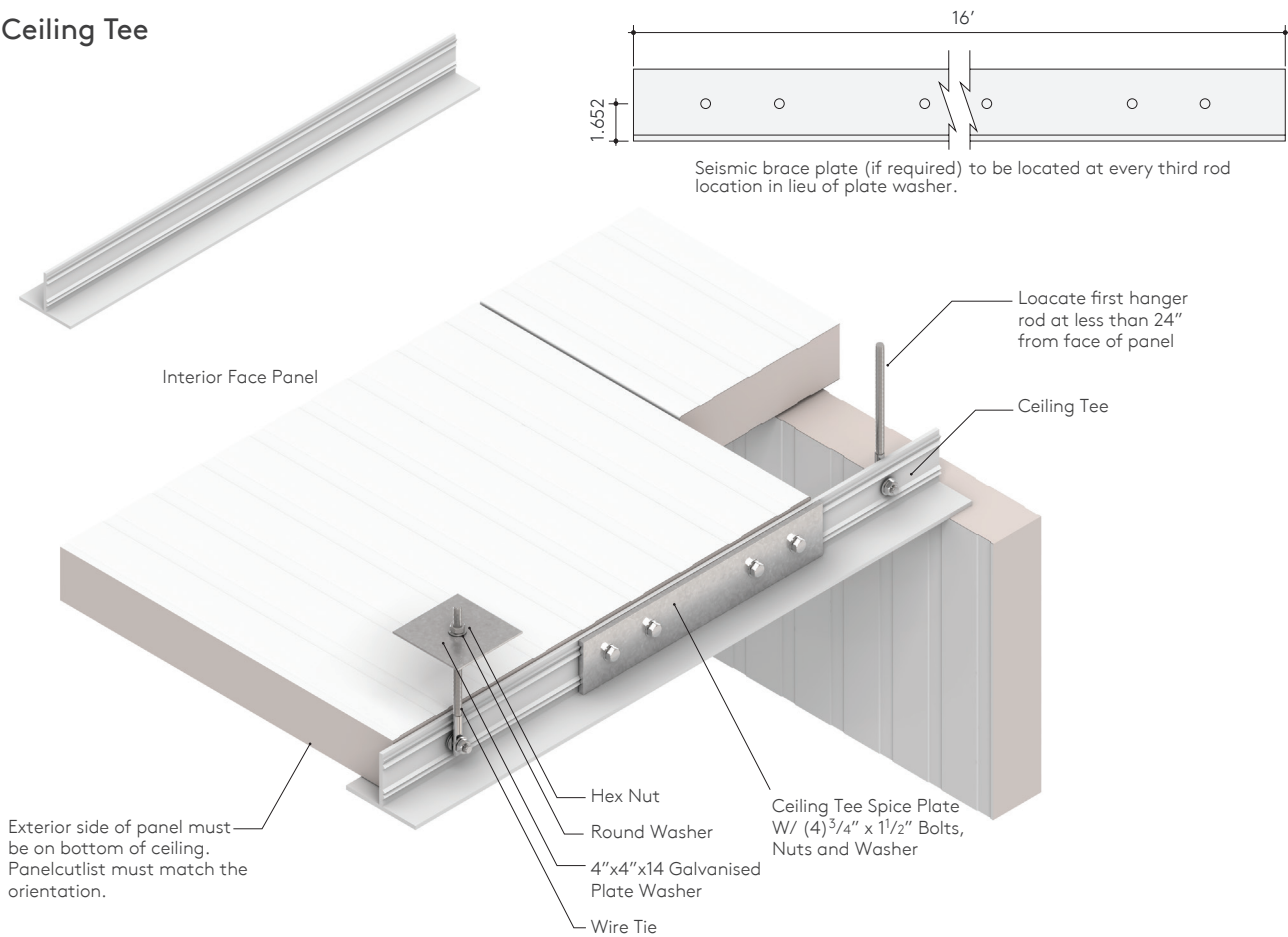 Ceiling Tee
16’
1.652
Seismic brace plate (if required) to be located at every third rod
location in lieu of plate washer.
Loacate first hanger
rod at less than 24”
from face of panel
Interior Face Panel
Ceiling Tee
Hex Nut
Round Washer
4”x4”x14 Galvanised
Plate Washer
Wire Tie
Ceiling Tee Spice Plate
W/ (4)3/4” x 11/2” Bolts,
Nuts and Washer
Exterior side of panel must
be on bottom of ceiling.
Panelcutlist must match the
orientation.